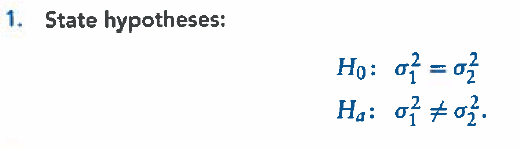 1. State hypotheses:
H₀: σ₁² = σ₂²
Hₐ: σ₁² ≠ σ₂².